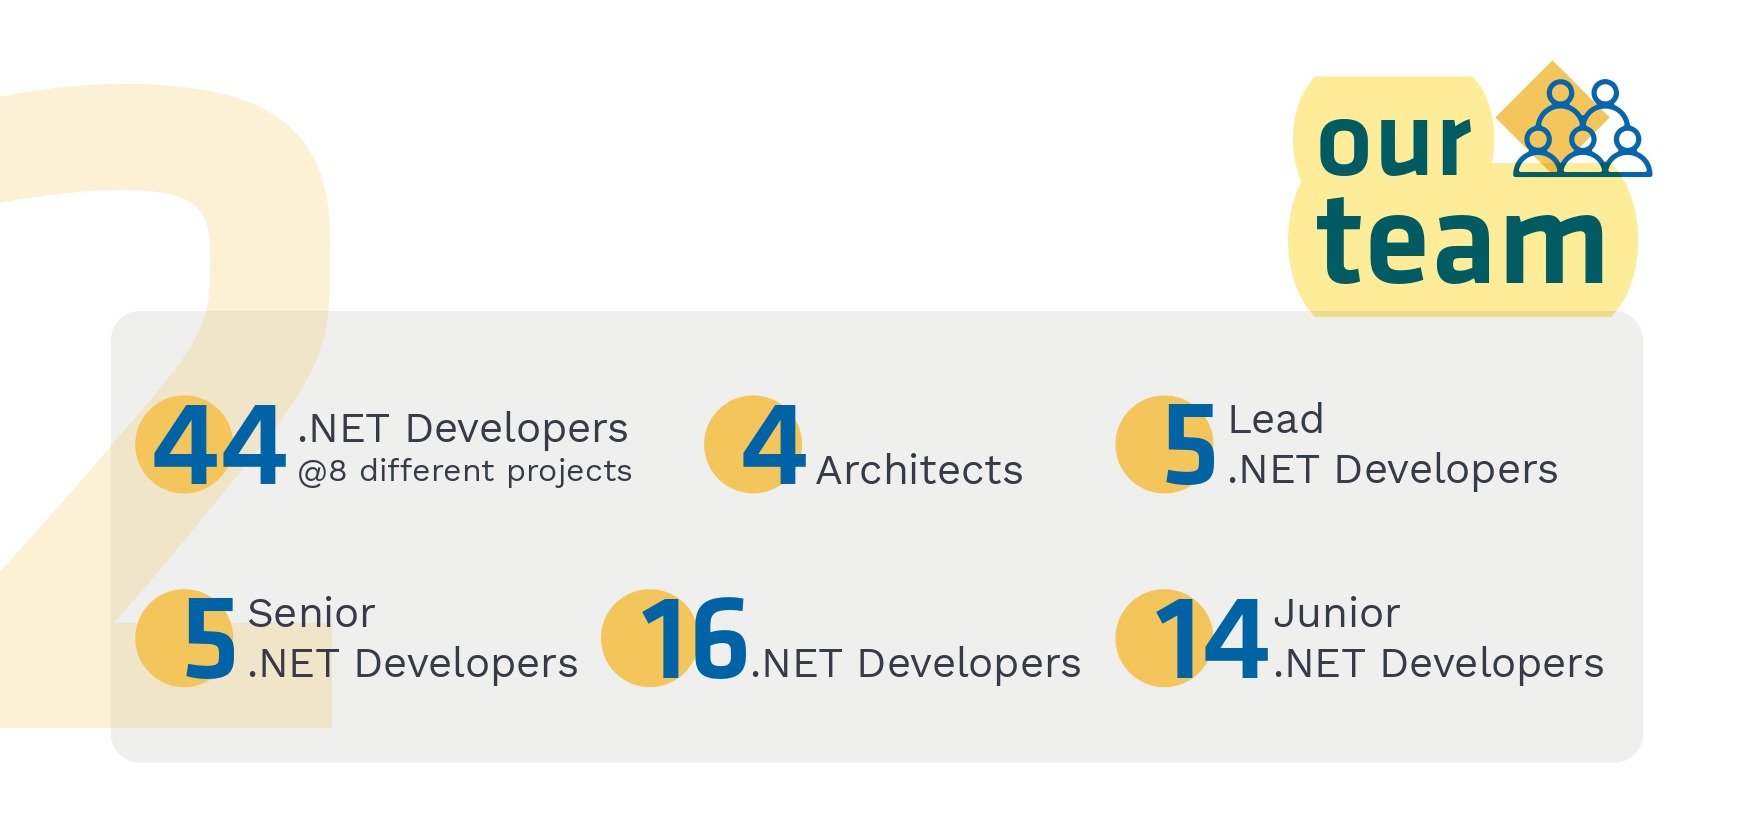 2
our
team
44 .NET Developers
@8 different projects
4 Architects
5 Lead
.NET Developers
5 Senior
.NET Developers
16 .NET Developers
14 Junior
.NET Developers